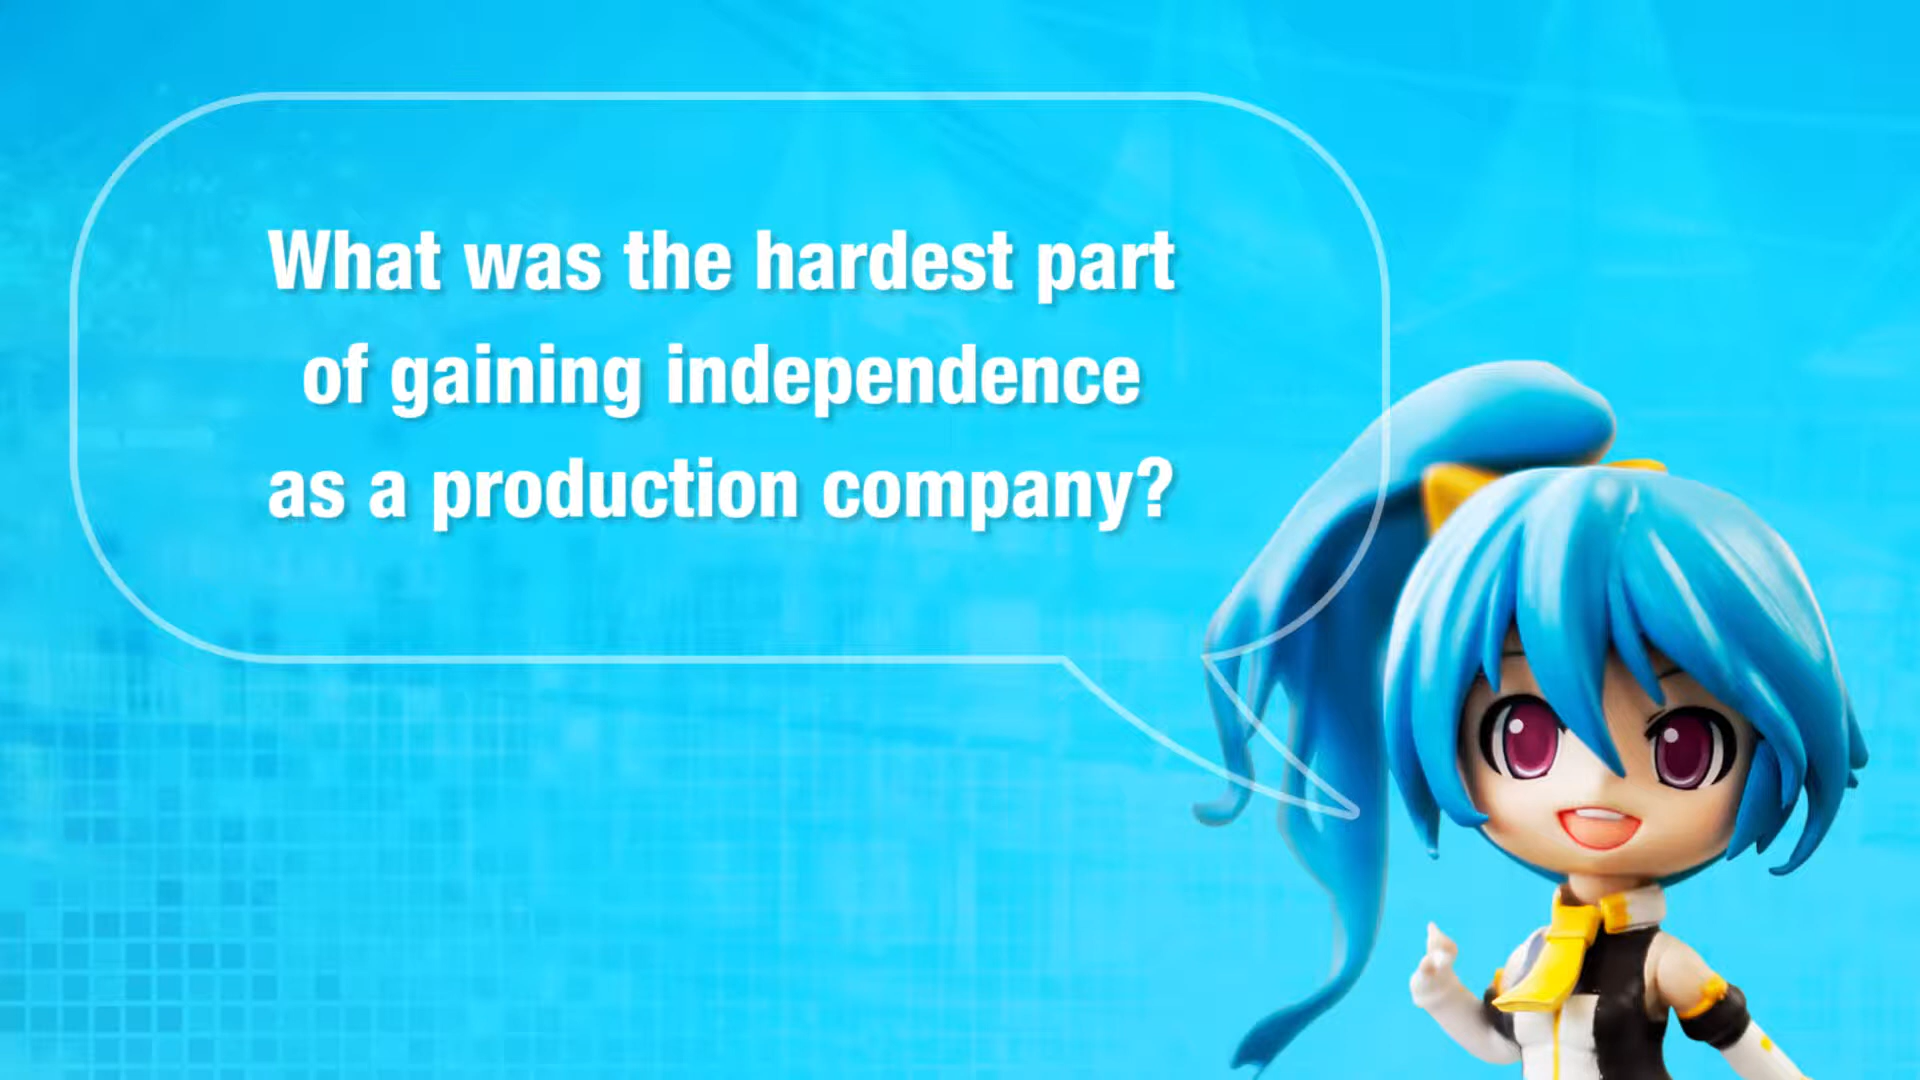 What was the hardest part
of gaining independence
as a production company?